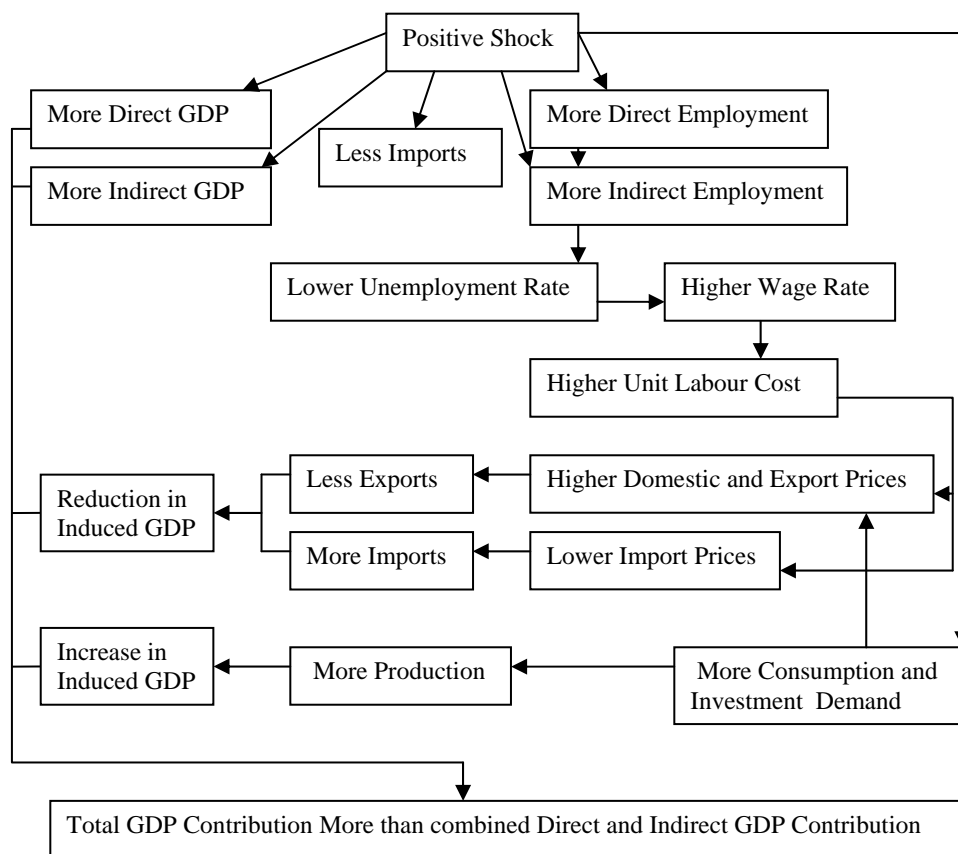 Positive Shock
More Direct GDP
More Direct Employment
Less Imports
More Indirect GDP
More Indirect Employment
Lower Unemployment Rate
Higher Wage Rate
Higher Unit Labour Cost
Less Exports
Higher Domestic and Export Prices
Reduction in
Induced GDP
More Imports
Lower Import Prices
Increase in
Induced GDP
More Production
More Consumption and
Investment Demand
Total GDP Contribution More than combined Direct and Indirect GDP Contribution